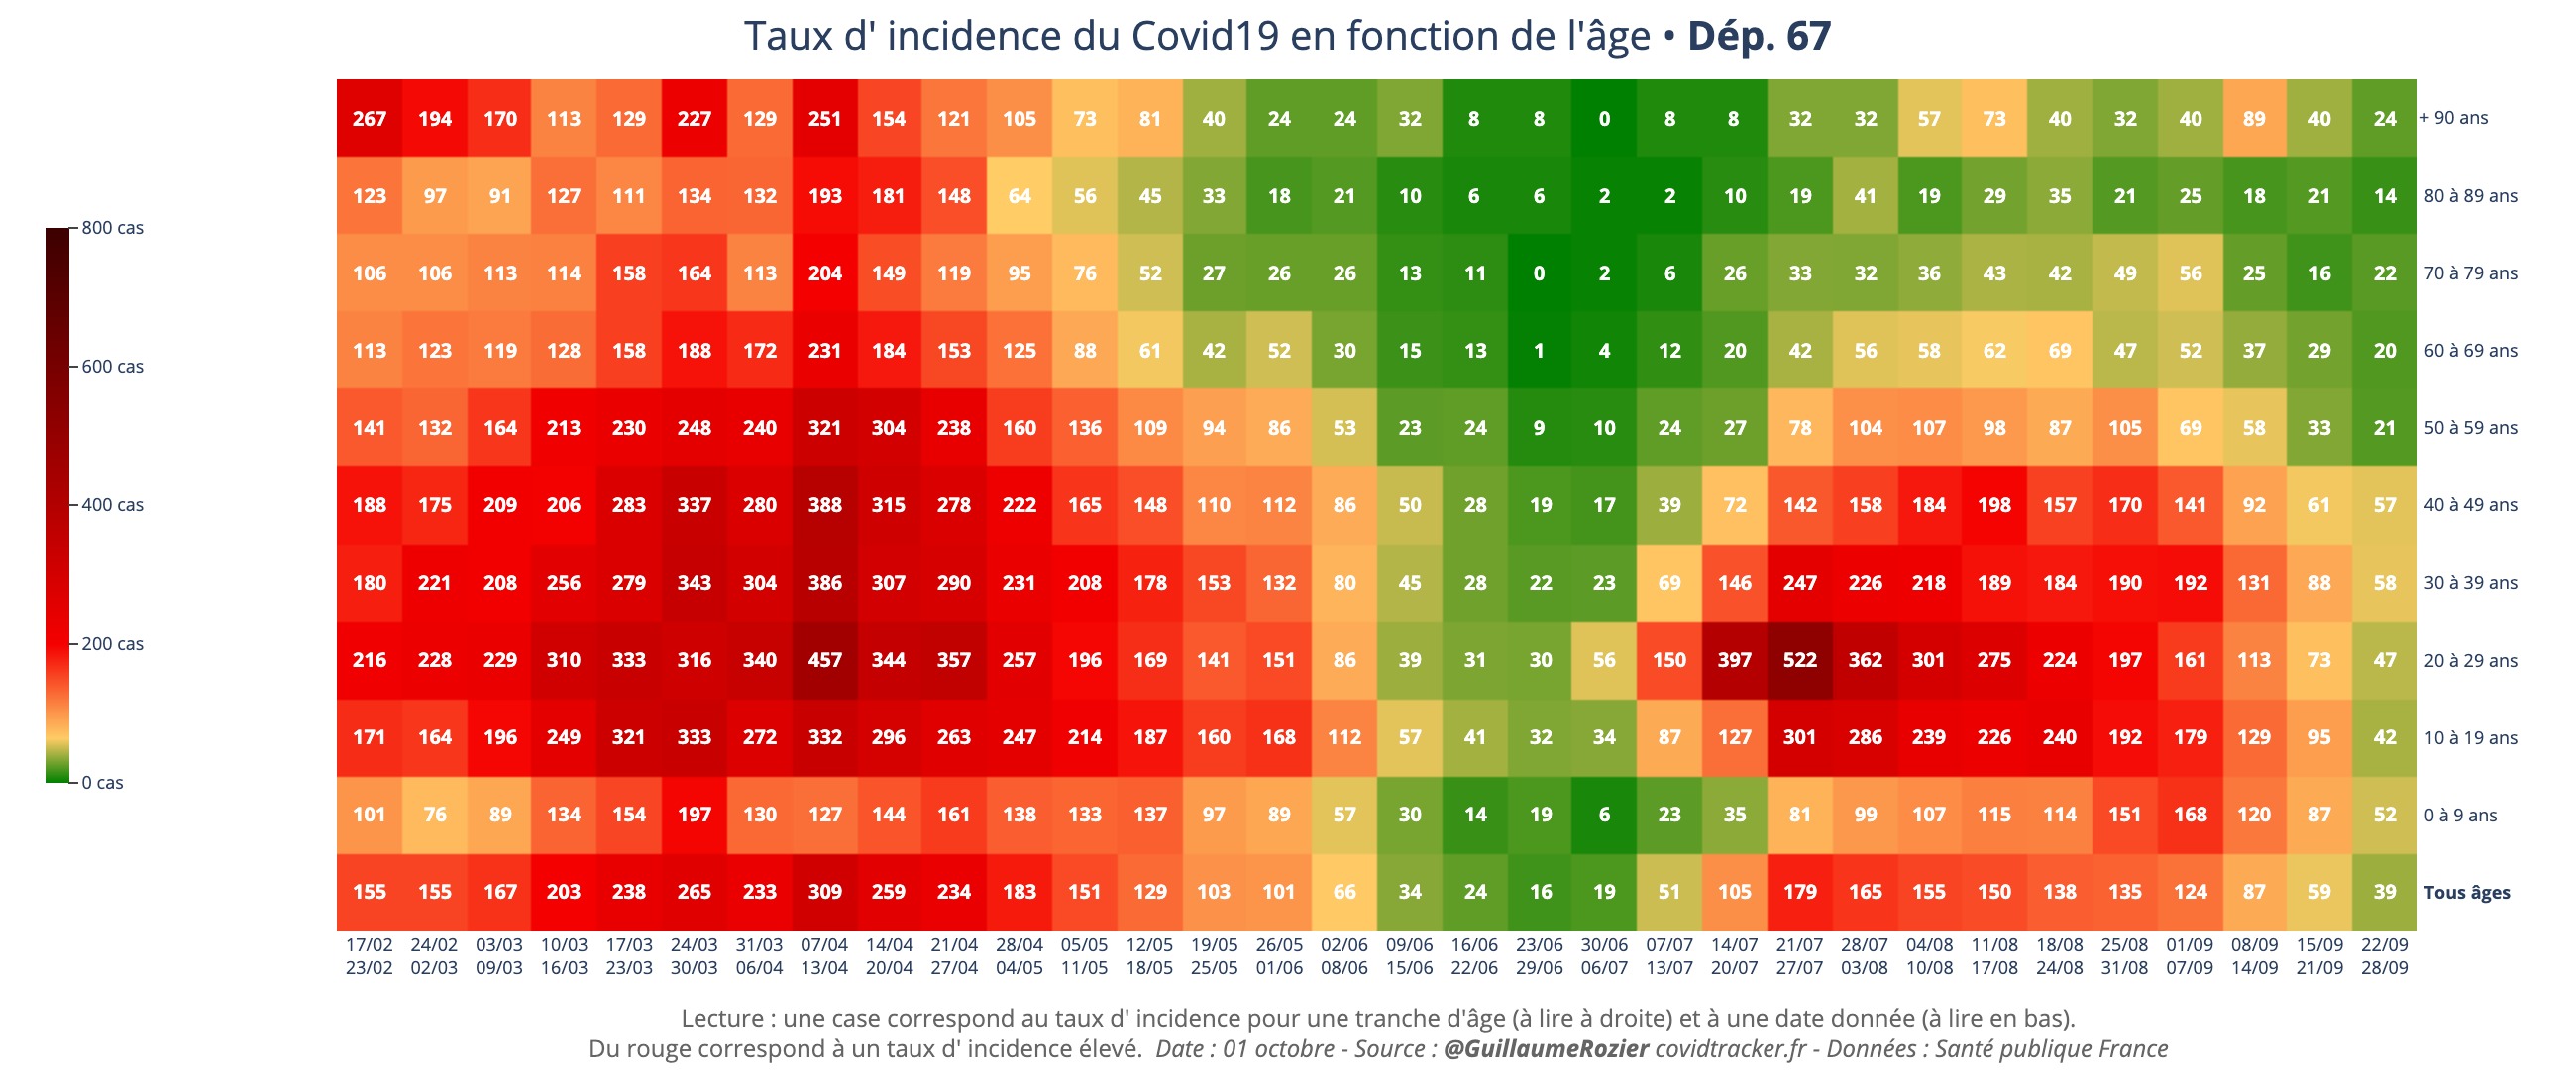 Taux d' incidence du Covid19 en fonction de l'âge • Dép. 67
800 cas
600 cas
400 cas
200 cas
0 cas
267 194 170 113 129 227 129 251 154 121 105 73 81 40 24 24 32 8 8 0 8 8 32 32 57 73 40 32 40 89 40 24 + 90 ans
123 97 91 127 111 134 132 193 181 148 64 56 45 33 18 21 10 6 6 2 2 10 19 41 19 29 35 21 25 18 21 14 80 à 89 ans
106 106 113 114 158 164 113 204 149 119 95 76 52 27 26 26 13 11 0 2 6 26 33 32 36 43 42 49 56 25 16 22 70 à 79 ans
113 123 119 128 158 188 172 231 184 153 125 88 61 42 52 30 15 13 1 4 12 20 42 56 58 62 69 47 52 37 29 20 60 à 69 ans
141 132 164 213 230 248 240 321 304 238 160 136 109 94 86 53 23 24 9 10 24 27 78 104 107 98 87 105 69 58 33 21 50 à 59 ans
188 175 209 206 283 337 280 388 315 278 222 165 148 110 112 86 50 28 19 17 39 72 142 158 184 198 157 170 141 92 61 57 40 à 49 ans
180 221 208 256 279 343 304 386 307 290 231 208 178 153 132 80 45 28 22 23 69 146 247 226 218 189 184 190 192 131 88 58 30 à 39 ans
216 228 229 310 333 316 340 457 344 357 257 196 169 141 151 86 39 31 30 56 150 397 522 362 301 275 224 197 161 113 73 47 20 à 29 ans
171 164 196 249 321 333 272 332 296 263 247 214 187 160 168 112 57 41 32 34 87 127 301 286 239 226 240 192 179 129 95 42 10 à 19 ans
101 76 89 134 154 197 130 127 144 161 138 133 137 97 89 57 30 14 19 6 23 35 81 99 107 115 114 151 168 120 87 52 0 à 9 ans
155 155 167 203 238 265 233 309 259 234 183 151 129 103 101 66 34 24 16 19 51 105 179 165 155 150 138 135 124 87 59 39 Tous âges
17/02 24/02 03/03 10/03 17/03 24/03 31/03 07/04 14/04 21/04 28/04 05/05 12/05 19/05 26/05 02/06 09/06 16/06 23/06 30/06 07/07 14/07 21/07 28/07 04/08 11/08 18/08 25/08 01/09 08/09 15/09 22/09
23/02 02/03 09/03 16/03 23/03 30/03 06/04 13/04 20/04 27/04 04/05 11/05 18/05 25/05 01/06 08/06 15/06 22/06 29/06 06/07 13/07 20/07 27/07 03/08 10/08 17/08 24/08 31/08 07/09 14/09 21/09 28/09
Lecture : une case correspond au taux d' incidence pour une tranche d'âge (à lire à droite) et à une date donnée (à lire en bas).
Du rouge correspond à un taux d' incidence élevé. Date : 01 octobre - Source : @GuillaumeRozier covidtracker.fr - Données : Santé publique France